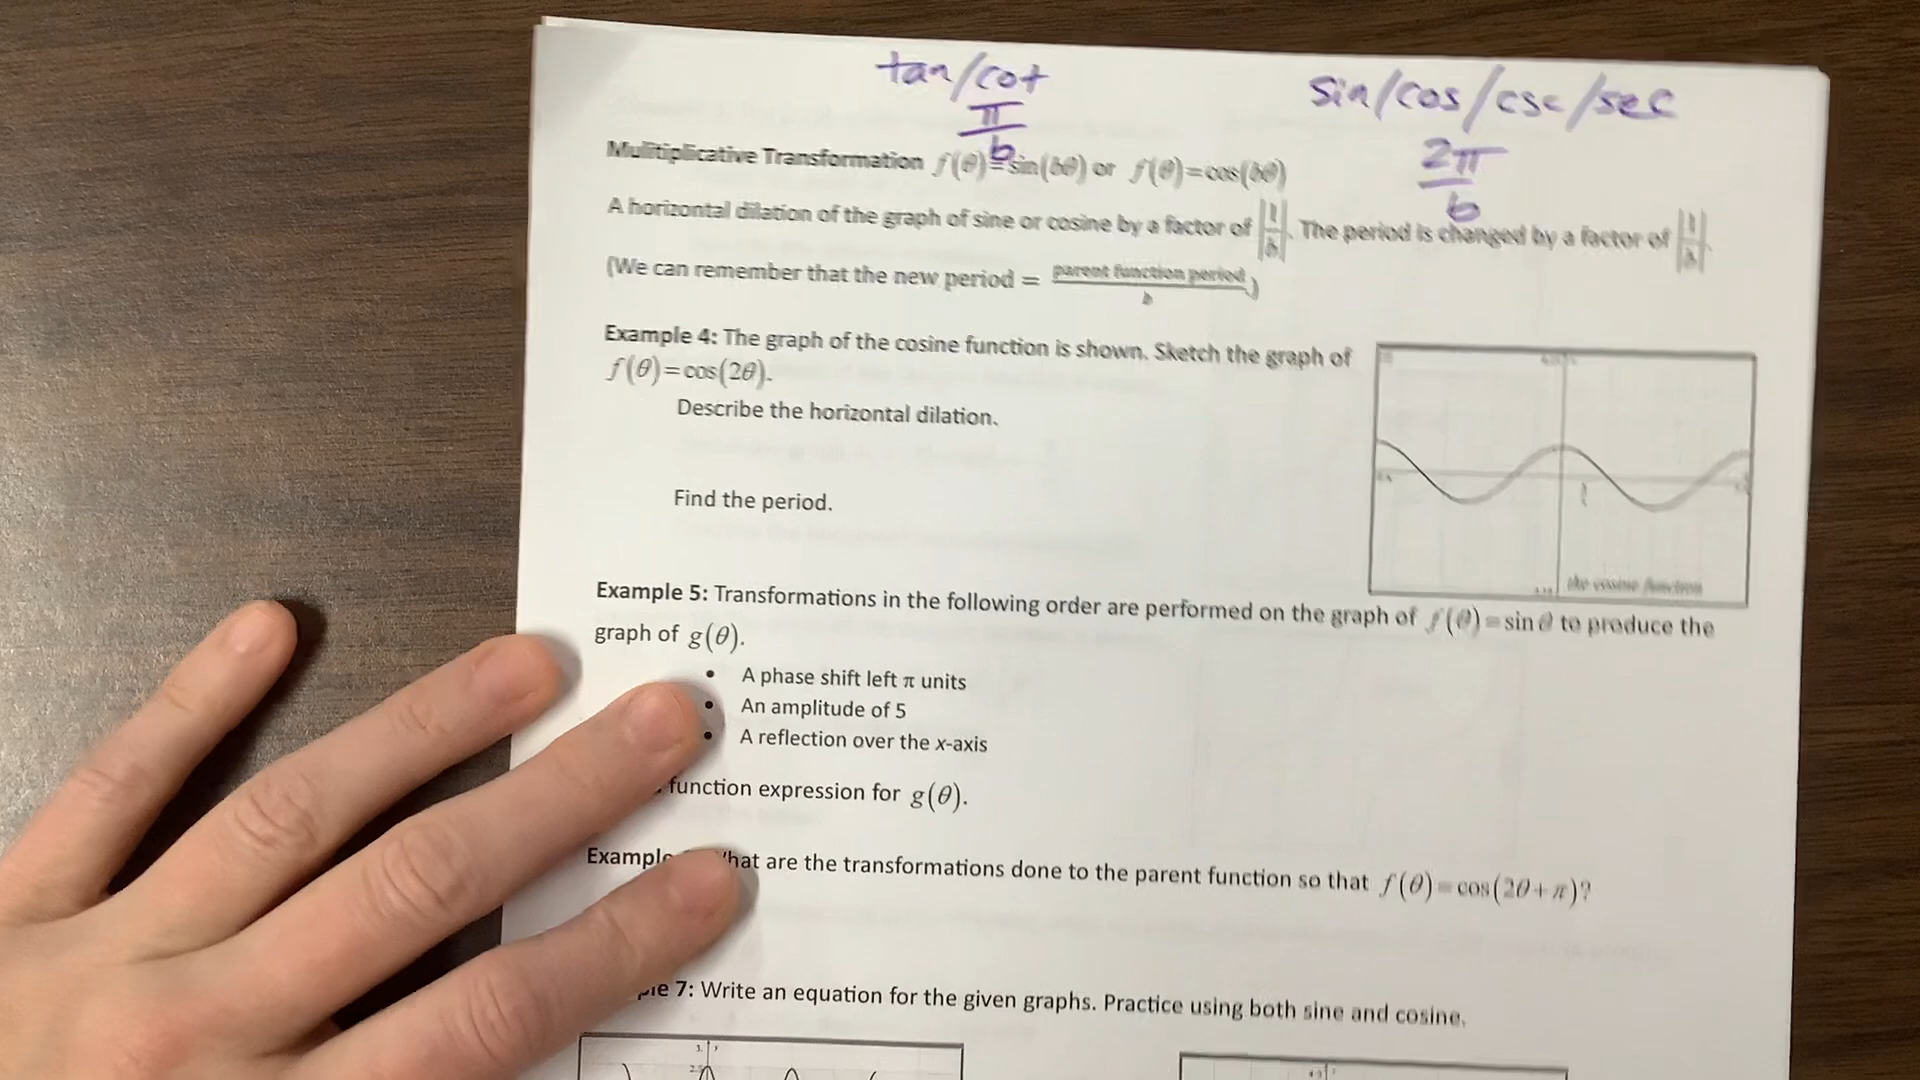 tan/cot
π/b
sin/cos/csc/sec
2π/b
Mulitiplicative Transformation f(θ)=sin(bθ) or f(θ)=cos(bθ)
A horizontal dilation of the graph of sine or cosine by a factor of |1/b|. The period is changed by a factor of |1/b|.
(We can remember that the new period = parent function period/b)
Example 4: The graph of the cosine function is shown. Sketch the graph of
f(θ)=cos(2θ).
Describe the horizontal dilation.
Find the period.
the cosine function
Example 5: Transformations in the following order are performed on the graph of f(θ)=sin θ to produce the
graph of g(θ).
• A phase shift left π units
• An amplitude of 5
• A reflection over the x-axis
function expression for g(θ).
Example hat are the transformations done to the parent function so that f(θ)=cos(2θ+π)?
ple 7: Write an equation for the given graphs. Practice using both sine and cosine.